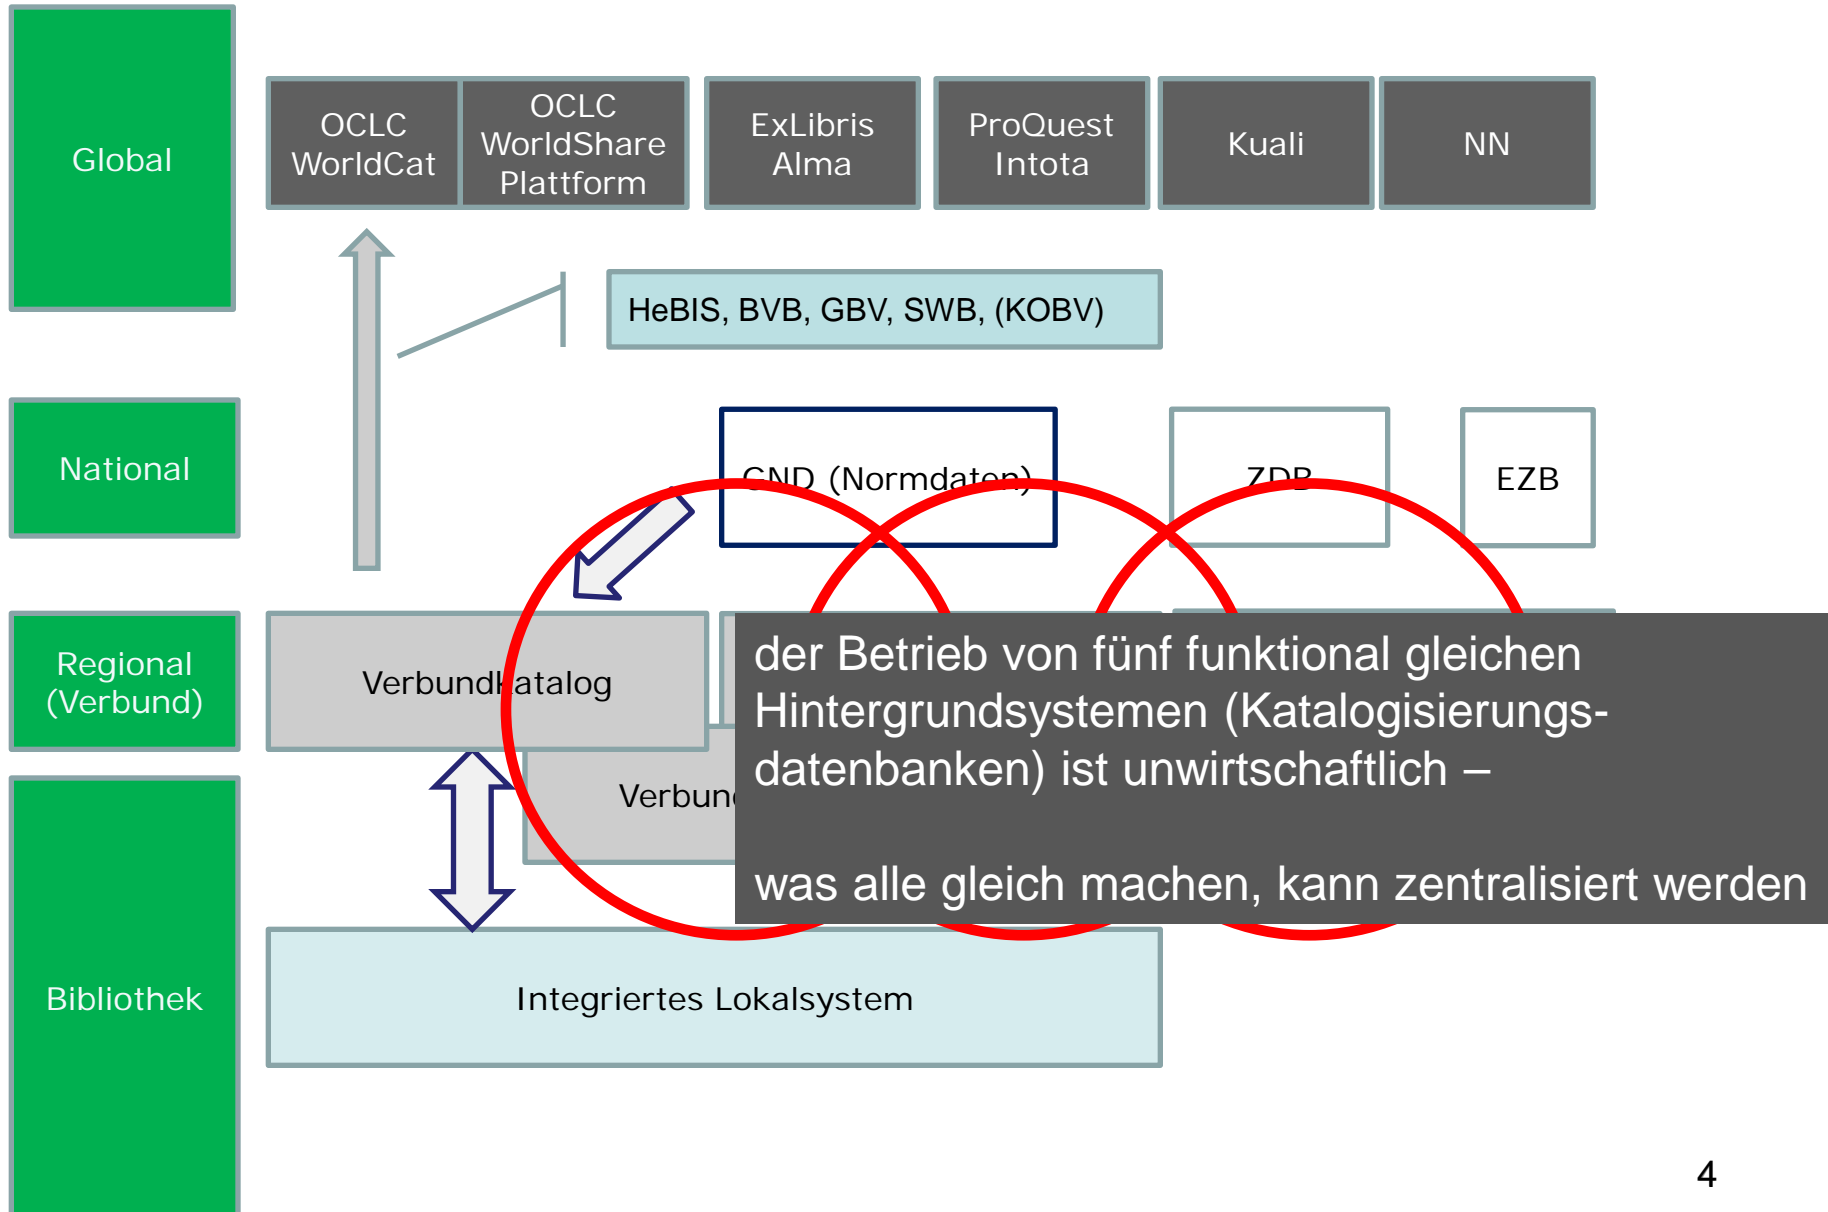 Global
OCLC
WorldCat
OCLC
WorldShare
Plattform
ExLibris
Alma
ProQuest
Intota
Kuali
NN
HeBIS, BVB, GBV, SWB, (KOBV)
National
GND (Normdaten)
ZDB
EZB
Regional
(Verbund)
Verbundkatalog
der Betrieb von fünf funktional gleichen
Hintergrundsystemen (Katalogisierungs-
datenbanken) ist unwirtschaftlich –
was alle gleich machen, kann zentralisiert werden
Bibliothek
Integriertes Lokalsystem
4